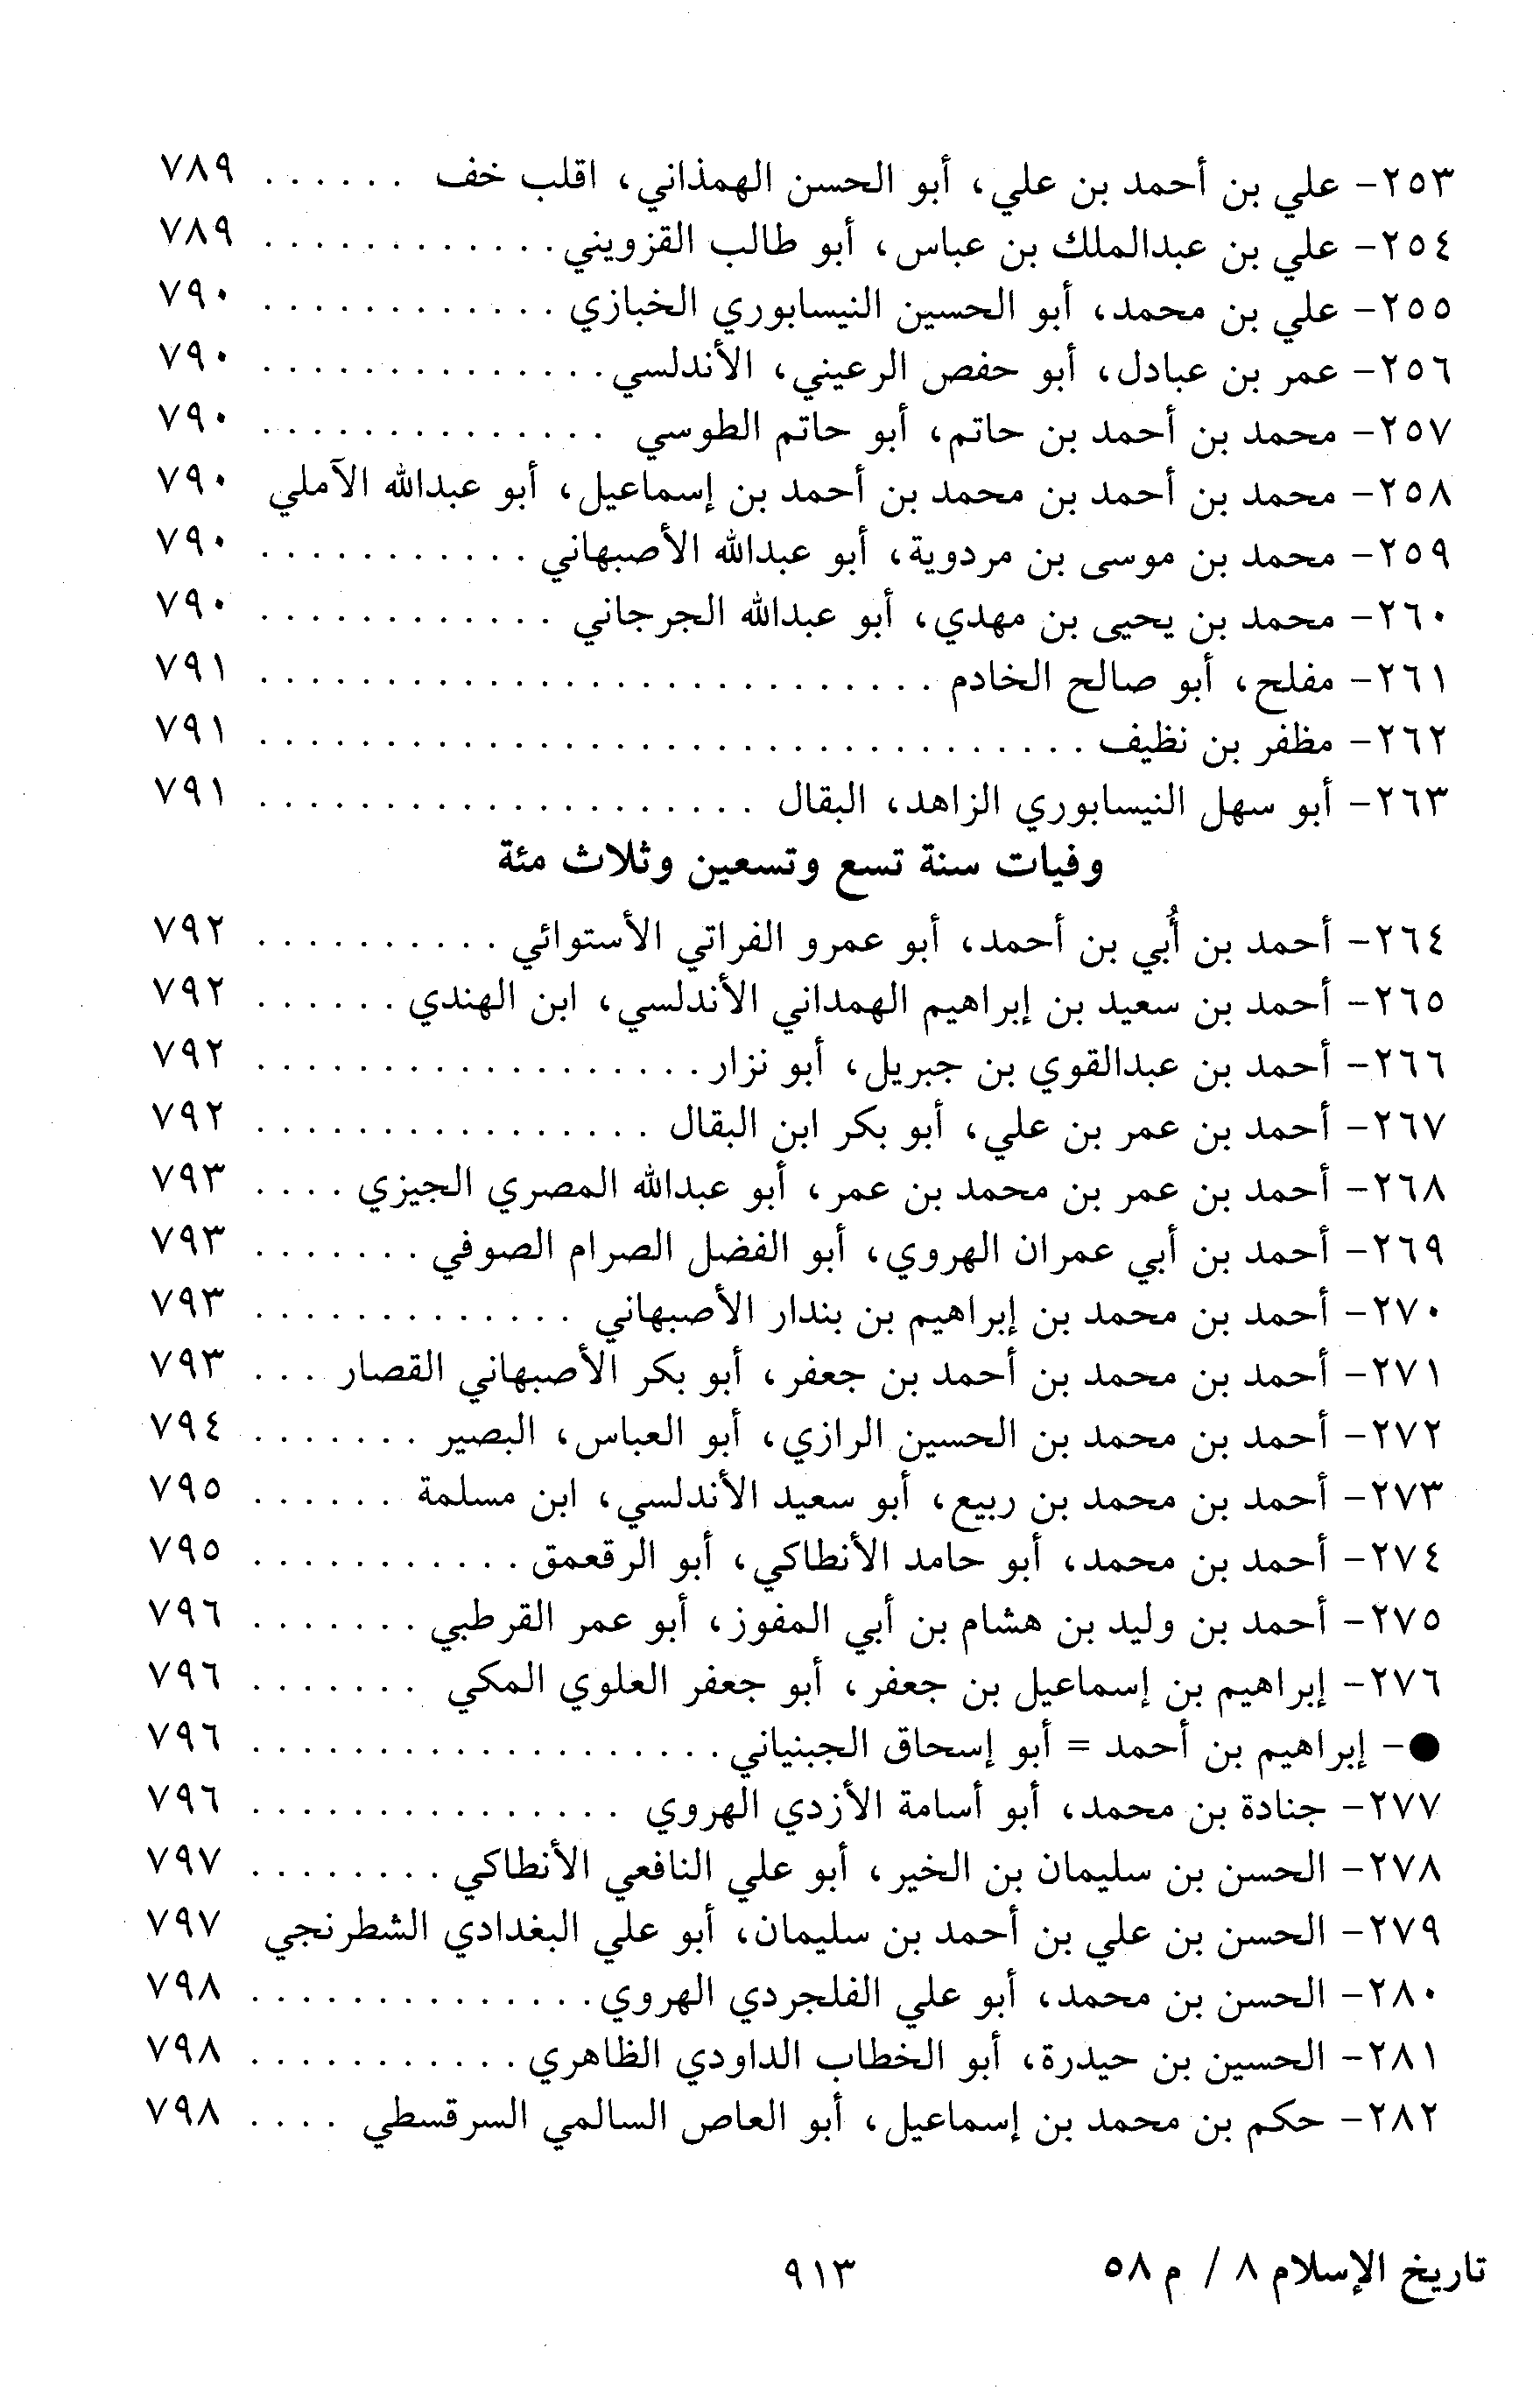 ٢٥٣- علي بن أحمد بن علي، أبو الحسن الهمذاني، اقلب خف . . . . . . ٧٨٩
٢٥٤- علي بن عبدالملك بن عباس، أبو طالب القزويني . . . . . . . . . . . . ٧٨٩
٢٥٥- علي بن محمد، أبو الحسين النيسابوري الخبازي . . . . . . . . . . . . ٧٩٠
٢٥٦- عمر بن عبادل، أبو حفص الرعيني، الأندلسي . . . . . . . . . . . . . . ٧٩٠
٢٥٧- محمد بن أحمد بن حاتم، أبو حاتم الطوسي . . . . . . . . . . . . . . ٧٩٠
٢٥٨- محمد بن أحمد بن محمد بن أحمد بن إسماعيل، أبو عبدالله الآملي ٧٩٠
٢٥٩- محمد بن موسى بن مردوية، أبو عبدالله الأصبهاني . . . . . . . . . . . ٧٩٠
٢٦٠- محمد بن يحيى بن مهدي، أبو عبدالله الجرجاني . . . . . . . . . . . . ٧٩٠
٢٦١- مفلح، أبو صالح الخادم . . . . . . . . . . . . . . . . . . . . . . . . . . . ٧٩١
٢٦٢- مظفر بن نظيف . . . . . . . . . . . . . . . . . . . . . . . . . . . . . . . . . ٧٩١
٢٦٣- أبو سهل النيسابوري الزاهد، البقال . . . . . . . . . . . . . . . . . . . . ٧٩١
وفيات سنة تسع وتسعين وثلاث مئة
٢٦٤- أحمد بن أُبي بن أحمد، أبو عمرو الفراتي الأستوائي . . . . . . . . . . ٧٩٢
٢٦٥- أحمد بن سعيد بن إبراهيم الهمداني الأندلسي، ابن الهندي . . . . . . ٧٩٢
٢٦٦- أحمد بن عبدالقوي بن جبريل، أبو نزار . . . . . . . . . . . . . . . . . . ٧٩٢
٢٦٧- أحمد بن عمر بن علي، أبو بكر ابن البقال . . . . . . . . . . . . . . . . ٧٩٢
٢٦٨- أحمد بن عمر بن محمد بن عمر، أبو عبدالله المصري الجيزي . . . . ٧٩٣
٢٦٩- أحمد بن أبي عمران الهروي، أبو الفضل الصرام الصوفي . . . . . . . ٧٩٣
٢٧٠- أحمد بن محمد بن إبراهيم بن بندار الأصبهاني . . . . . . . . . . . . . ٧٩٣
٢٧١- أحمد بن محمد بن أحمد بن جعفر، أبو بكر الأصبهاني القصار . . . ٧٩٣
٢٧٢- أحمد بن محمد بن الحسين الرازي، أبو العباس، البصير . . . . . . . ٧٩٤
٢٧٣- أحمد بن محمد بن ربيع، أبو سعيد الأندلسي، ابن مسلمة . . . . . . ٧٩٥
٢٧٤- أحمد بن محمد، أبو حامد الأنطاكي، أبو الرقعمق . . . . . . . . . . . ٧٩٥
٢٧٥- أحمد بن وليد بن هشام بن أبي المفوز، أبو عمر القرطبي . . . . . . . ٧٩٦
٢٧٦- إبراهيم بن إسماعيل بن جعفر، أبو جعفر العلوي المكي . . . . . . . ٧٩٦
●- إبراهيم بن أحمد = أبو إسحاق الجبنياني . . . . . . . . . . . . . . . . . . . ٧٩٦
٢٧٧- جنادة بن محمد، أبو أسامة الأزدي الهروي . . . . . . . . . . . . . . . ٧٩٦
٢٧٨- الحسن بن سليمان بن الخير، أبو علي النافعي الأنطاكي . . . . . . . . ٧٩٧
٢٧٩- الحسن بن علي بن أحمد بن سليمان، أبو علي البغدادي الشطرنجي ٧٩٧
٢٨٠- الحسن بن محمد، أبو علي الفلجردي الهروي . . . . . . . . . . . . . . ٧٩٨
٢٨١- الحسين بن حيدرة، أبو الخطاب الداودي الظاهري . . . . . . . . . . . ٧٩٨
٢٨٢- حكم بن محمد بن إسماعيل، أبو العاص السالمي السرقسطي . . . . ٧٩٨
تاريخ الإسلام ٨ / م ٥٨
٩١٣